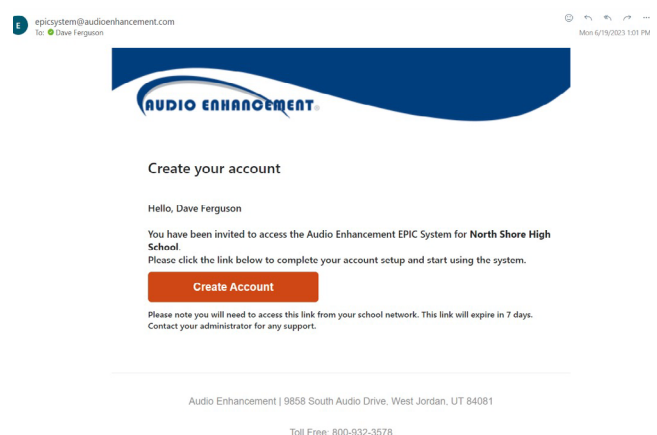 E
epicsystem@audioenhancement.com
To: Dave Ferguson
Mon 6/19/2023 1:01 PM
AUDIO ENHANCEMENT®
Create your account
Hello, Dave Ferguson
You have been invited to access the Audio Enhancement EPIC System for North Shore High
School.
Please click the link below to complete your account setup and start using the system.
Create Account
Please note you will need to access this link from your school network. This link will expire in 7 days.
Contact your administrator for any support.
Audio Enhancement | 9858 South Audio Drive. West Jordan, UT 84081
Toll Free: 800-932-3578